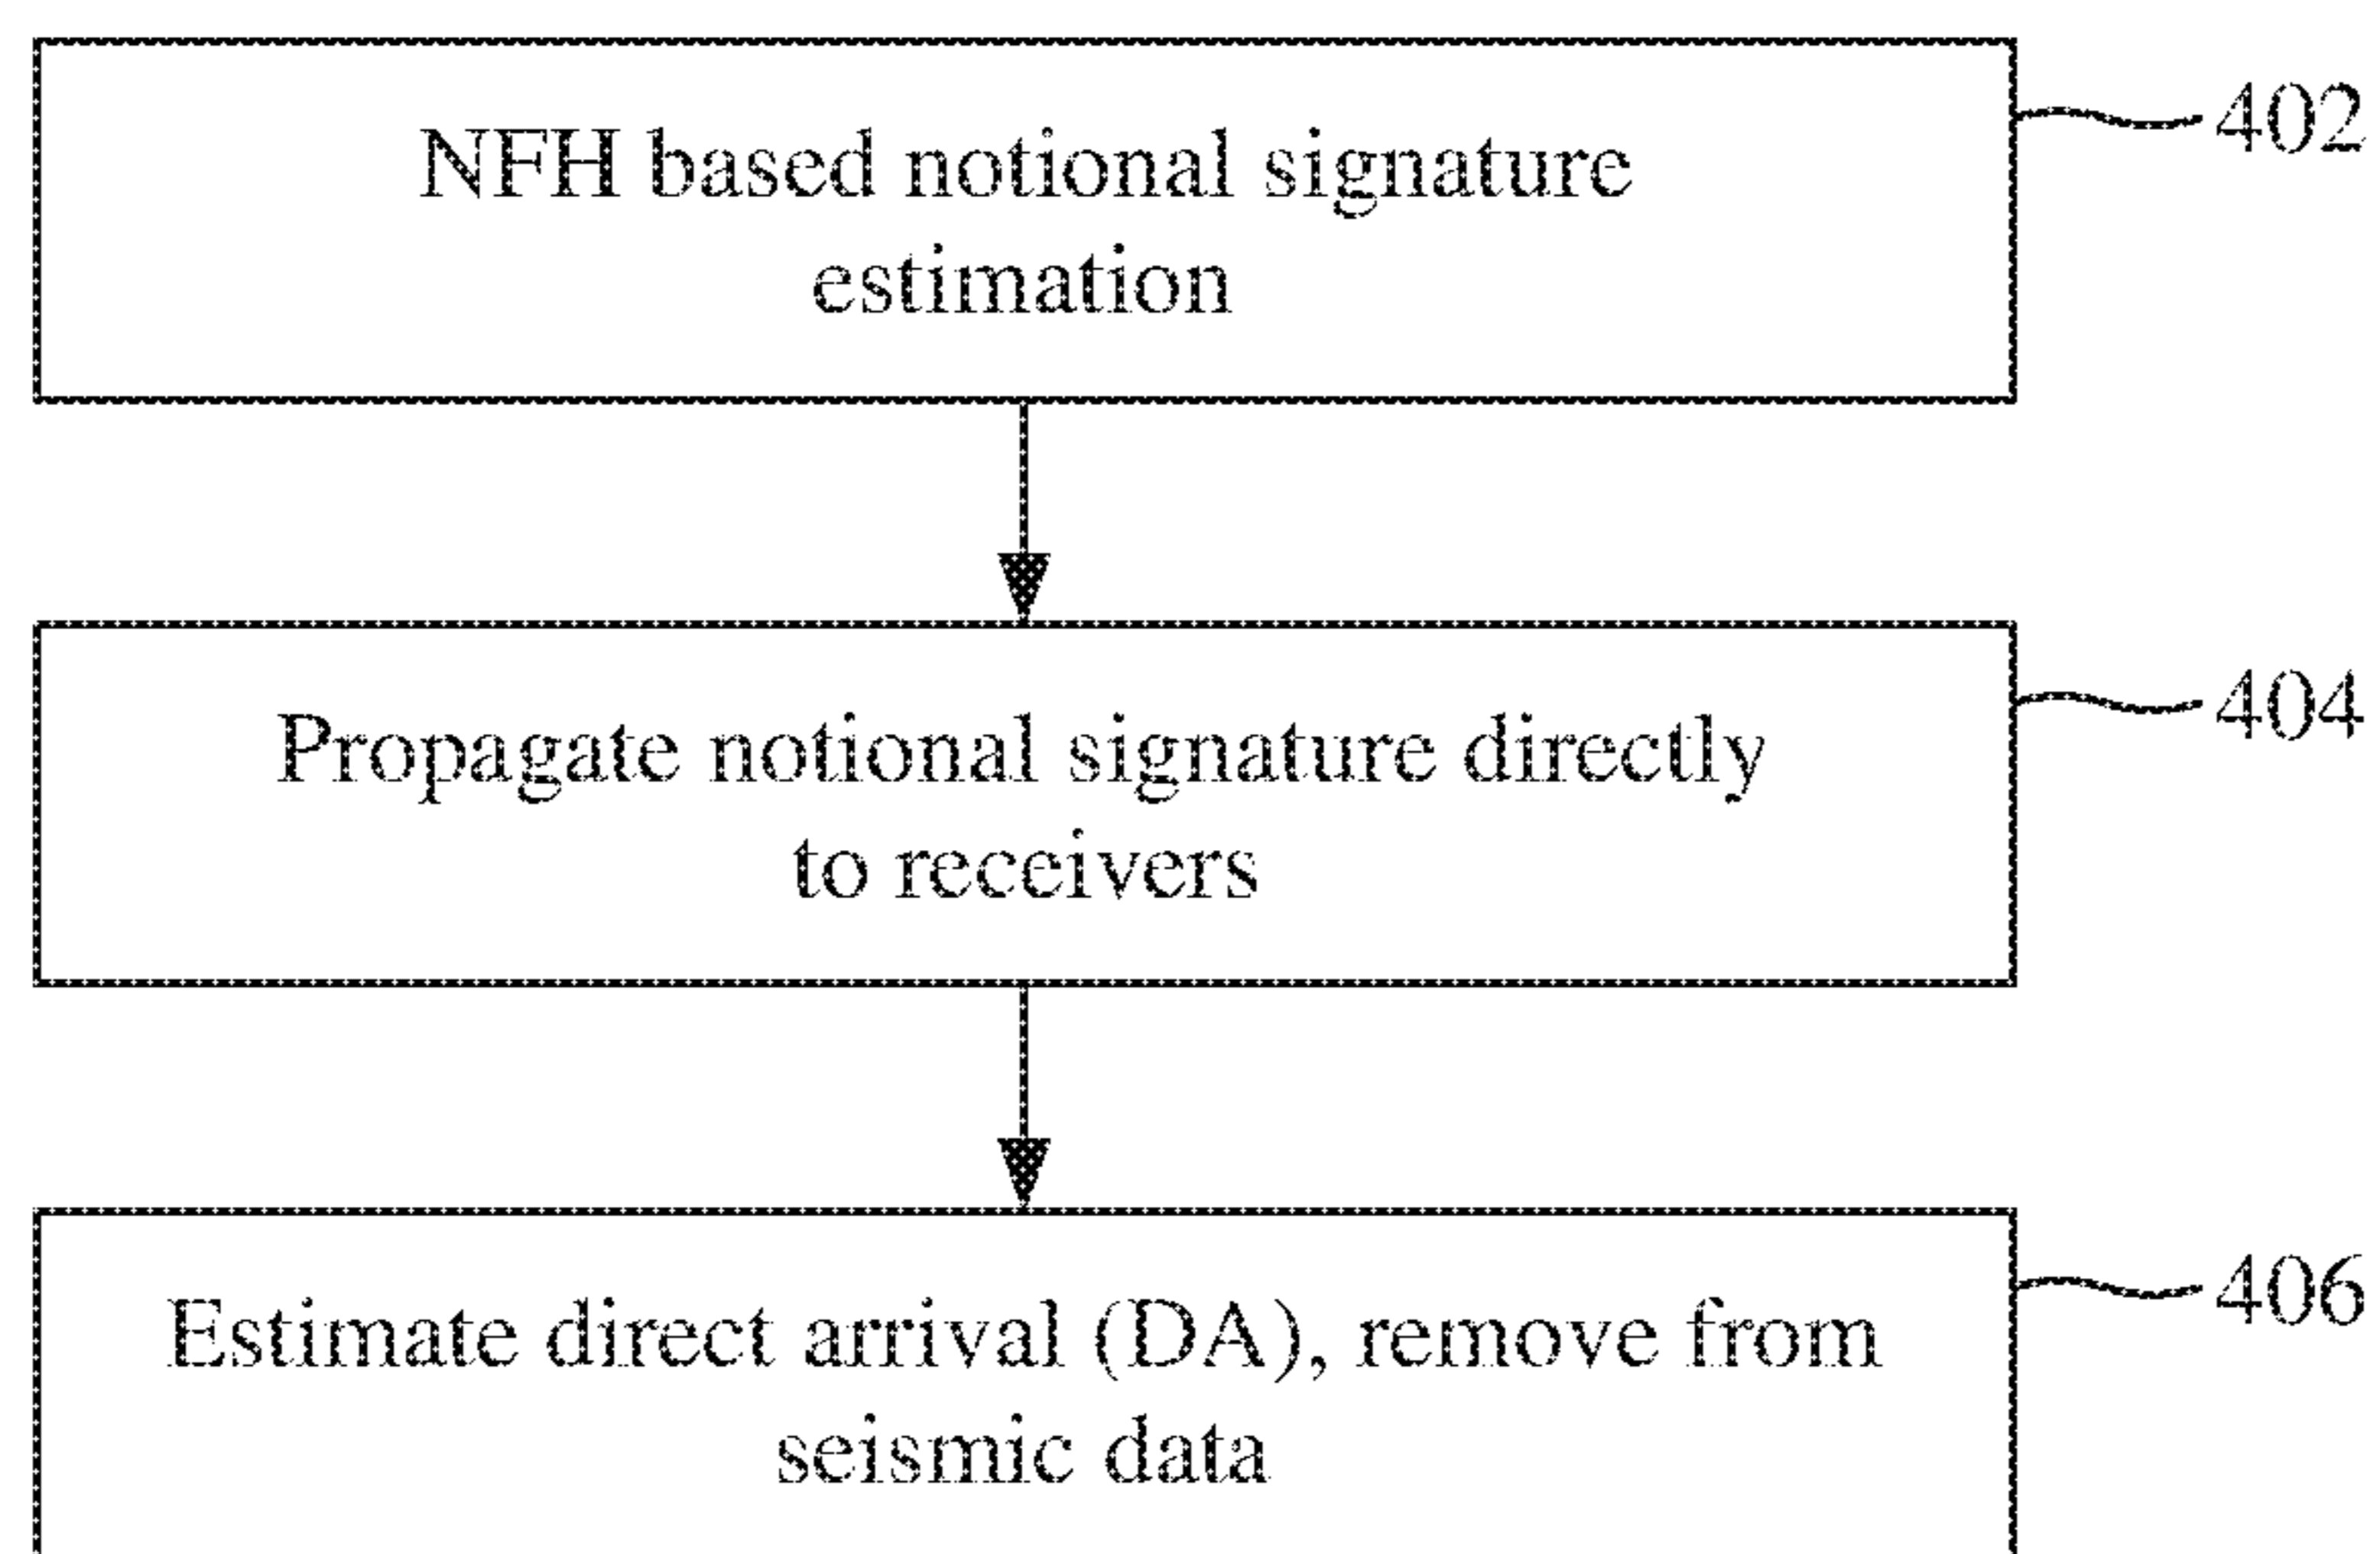 NFH based notional signature
estimation
402
Propagate notional signature directly
to receivers
404
Estimate direct arrival (DA), remove from
seismic data
406